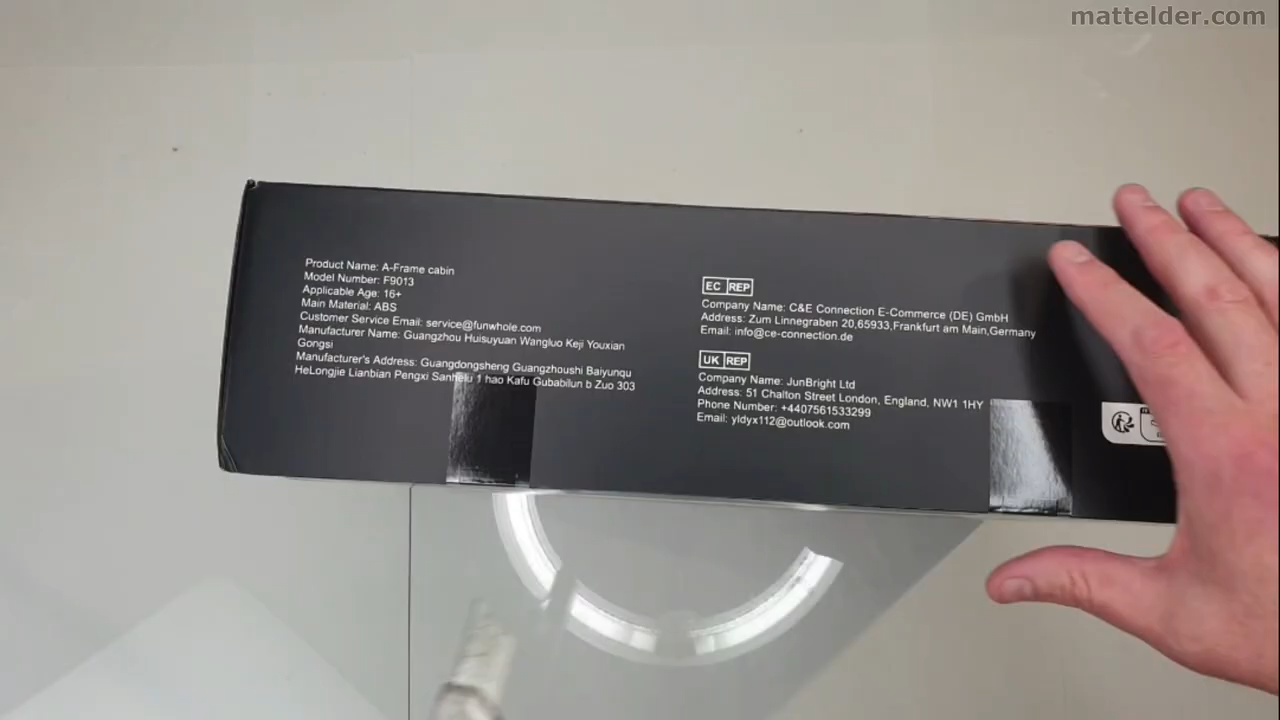 mattelder.com
Product Name: A-Frame cabin
Model Number: F9013
Applicable Age: 16+
Main Material: ABS
Customer Service Email: service@funwhole.com
Manufacturer Name: Guangzhou Huisuyuan Wangluo Keji Youxian
Gongsi
Manufacturer's Address: Guangdongsheng Guangzhoushi Baiyunqu
HeLongjie Lianbian Pengxi Sanhelu 1 hao Kafu Gubabilun b Zuo 303
EC REP
Company Name: C&E Connection E-Commerce (DE) GmbH
Address: Zum Linnegraben 20,65933,Frankfurt am Main,Germany
Email: info@ce-connection.de
UK REP
Company Name: JunBright Ltd
Address: 51 Chalton Street London, England, NW1 1HY
Phone Number: +4407561533299
Email: yldyx112@outlook.com